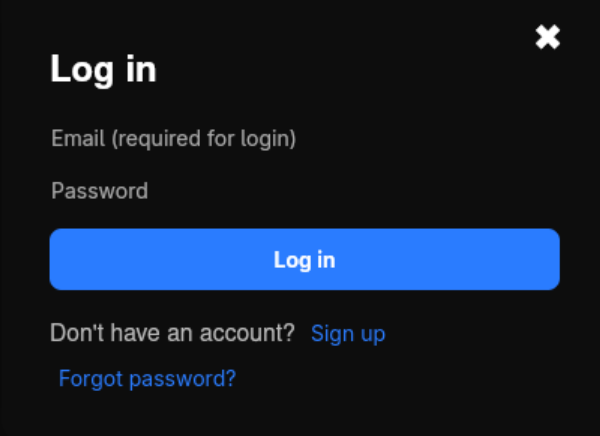 Log in
Email (required for login)
Password
Log in
Don't have an account? Sign up
Forgot password?